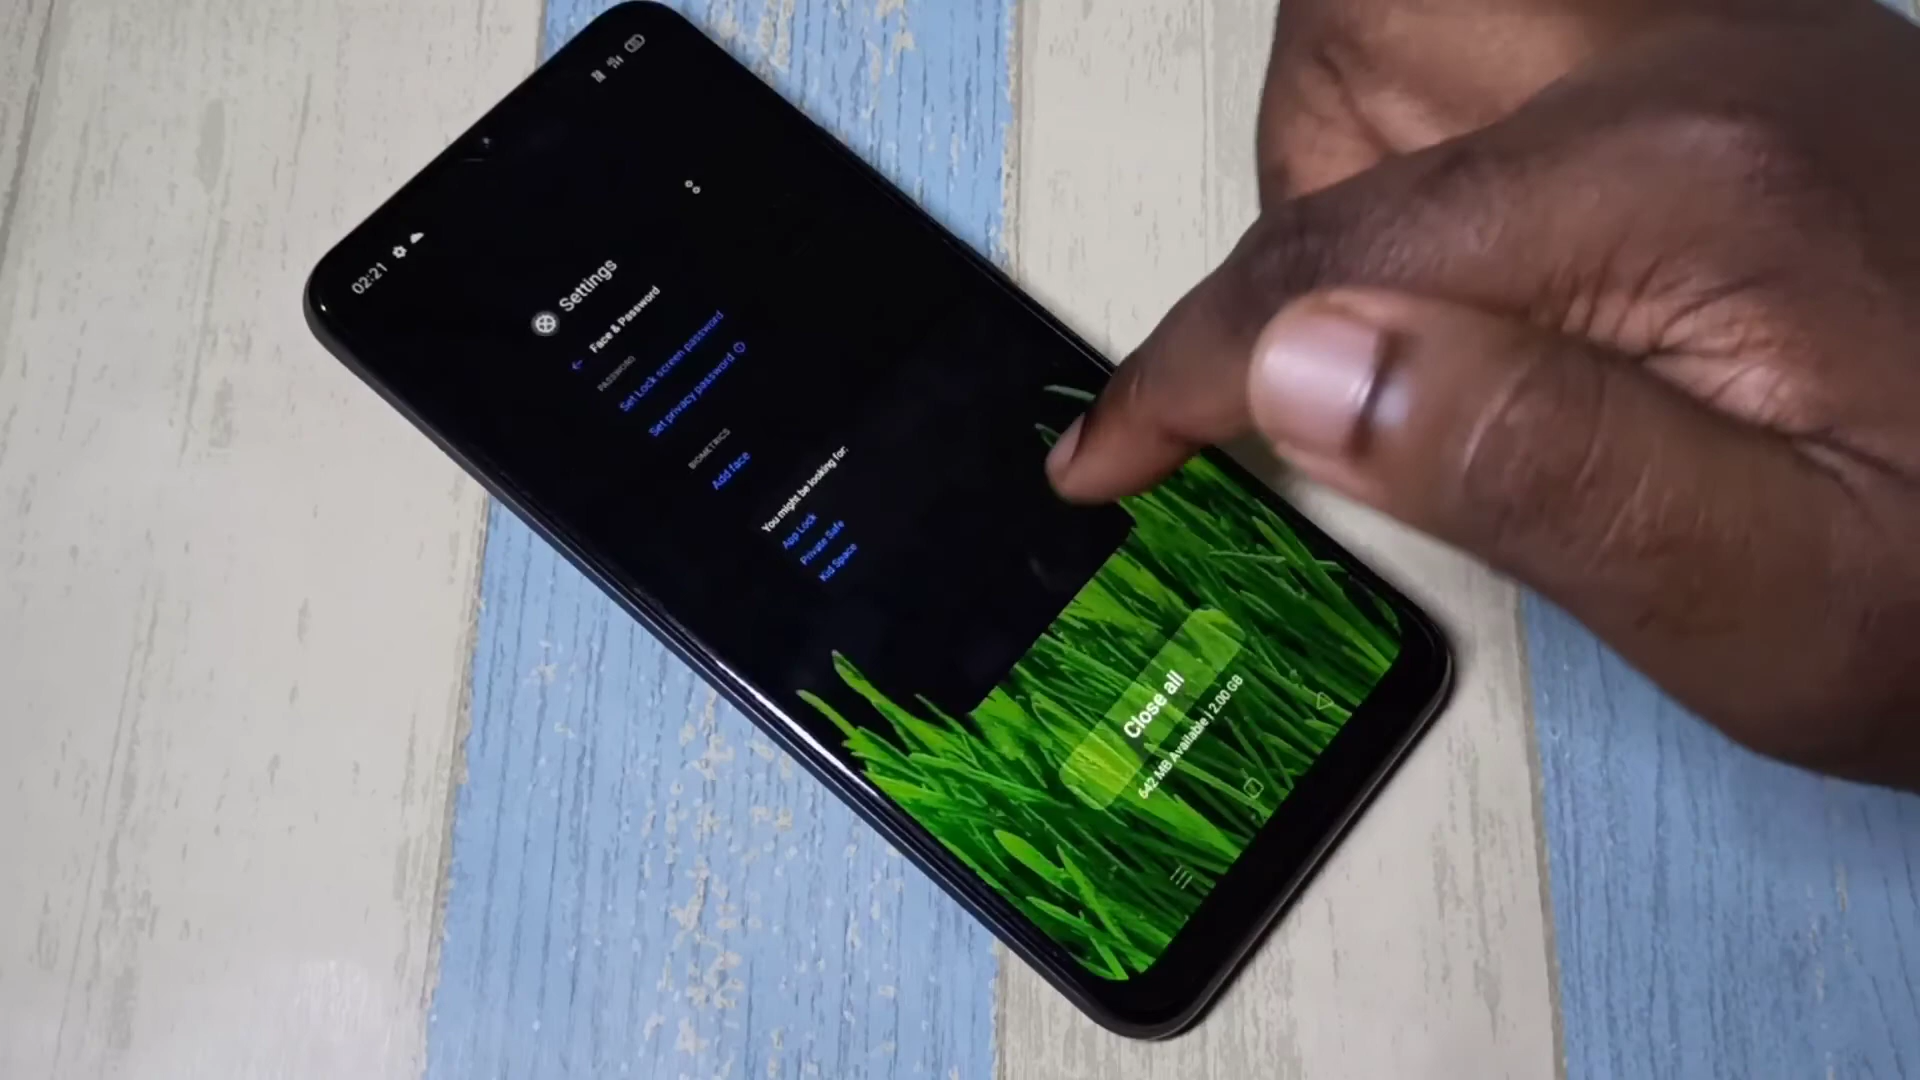 02:21
Settings
Face & Password
PASSWORD
Set Lock screen password
Set privacy password
BIOMETRICS
Add face
You might be looking for:
App Lock
Private Safe
Kid Space
Close all
642 MB Available | 2.00 GB